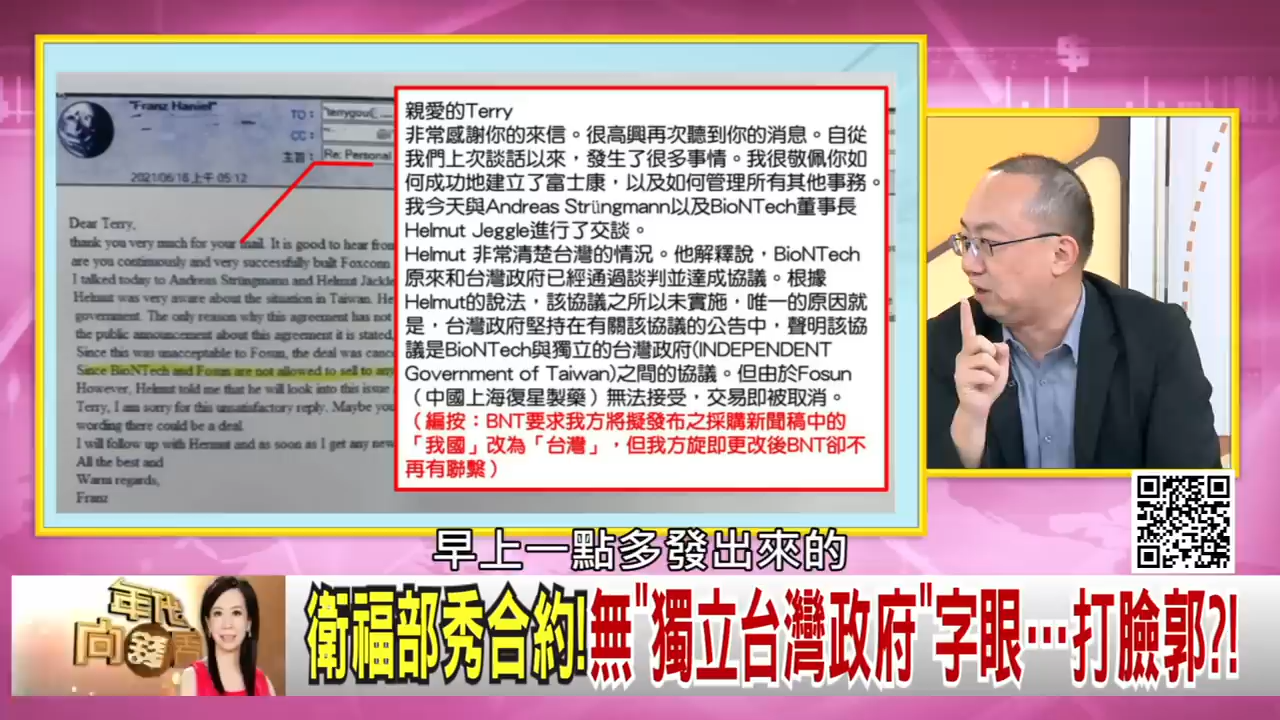 "Franz Haniel"
TO:
"terrygou(
CC:
主旨:
Re: Personal
2021/06/18 上午 05:12
Dear Terry,
thank you very much for your mail. It is good to hear from
are you continuously and very successfully built Foxconn
I talked today to Andreas Strüngmann and Helmut Jäckle
Helmut was very aware about the situation in Taiwan. He
government. The only reason why this agreement has not
the public announcement about this agreement it is stated,
Since this was unacceptable to Fosun, the deal was canc
Since BioNTech and Fosun are not allowed to sell to any
However, Helmut told me that he will look into this issue
Terry, I am sorry for this unsatisfactory reply. Maybe you
wording there could be a deal.
I will follow up with Hermut and as soon as I get any new
All the best and
Warm regards,
Franz
親愛的Terry
非常感謝你的來信。很高興再次聽到你的消息。自從
我們上次談話以來，發生了很多事情。我很敬佩你如
何成功地建立了富士康，以及如何管理所有其他事務。
我今天與Andreas Strüngmann以及BioNTech董事長
Helmut Jeggle進行了交談。
Helmut 非常清楚台灣的情況。他解釋說，BioNTech
原來和台灣政府已經通過談判並達成協議。根據
Helmut的說法，該協議之所以未實施，唯一的原因就
是，台灣政府堅持在有關該協議的公告中，聲明該協
議是BioNTech與獨立的台灣政府(INDEPENDENT
Government of Taiwan)之間的協議。但由於Fosun
（中國上海復星製藥）無法接受，交易即被取消。
（編按：BNT要求我方將擬發布之採購新聞稿中的
「我國」改為「台灣」，但我方旋即更改後BNT卻不
再有聯繫）
早上一點多發出來的
年代向錢看
衛福部秀合約!無"獨立台灣政府"字眼…打臉郭?!